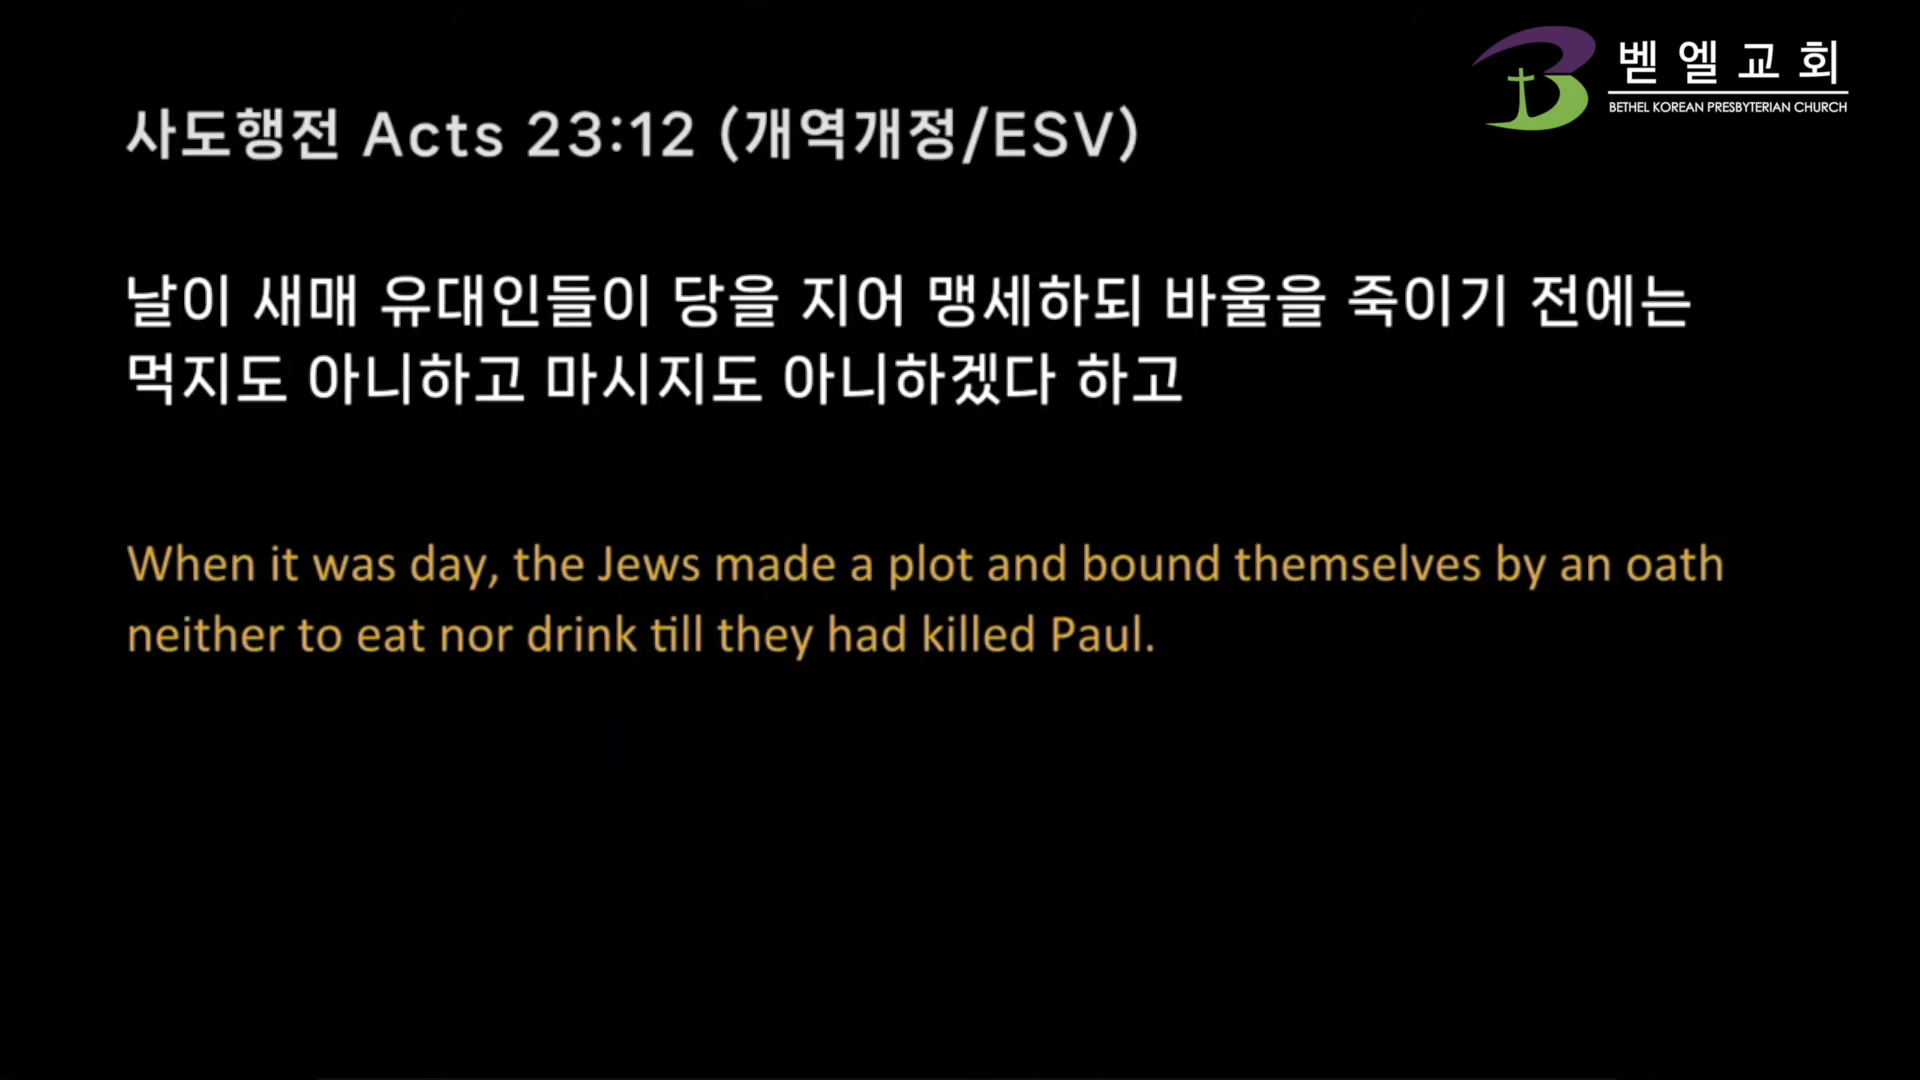 벧엘교회
BETHEL KOREAN PRESBYTERIAN CHURCH
사도행전 Acts 23:12 (개역개정/ESV)
날이 새매 유대인들이 당을 지어 맹세하되 바울을 죽이기 전에는
먹지도 아니하고 마시지도 아니하겠다 하고
When it was day, the Jews made a plot and bound themselves by an oath
neither to eat nor drink till they had killed Paul.